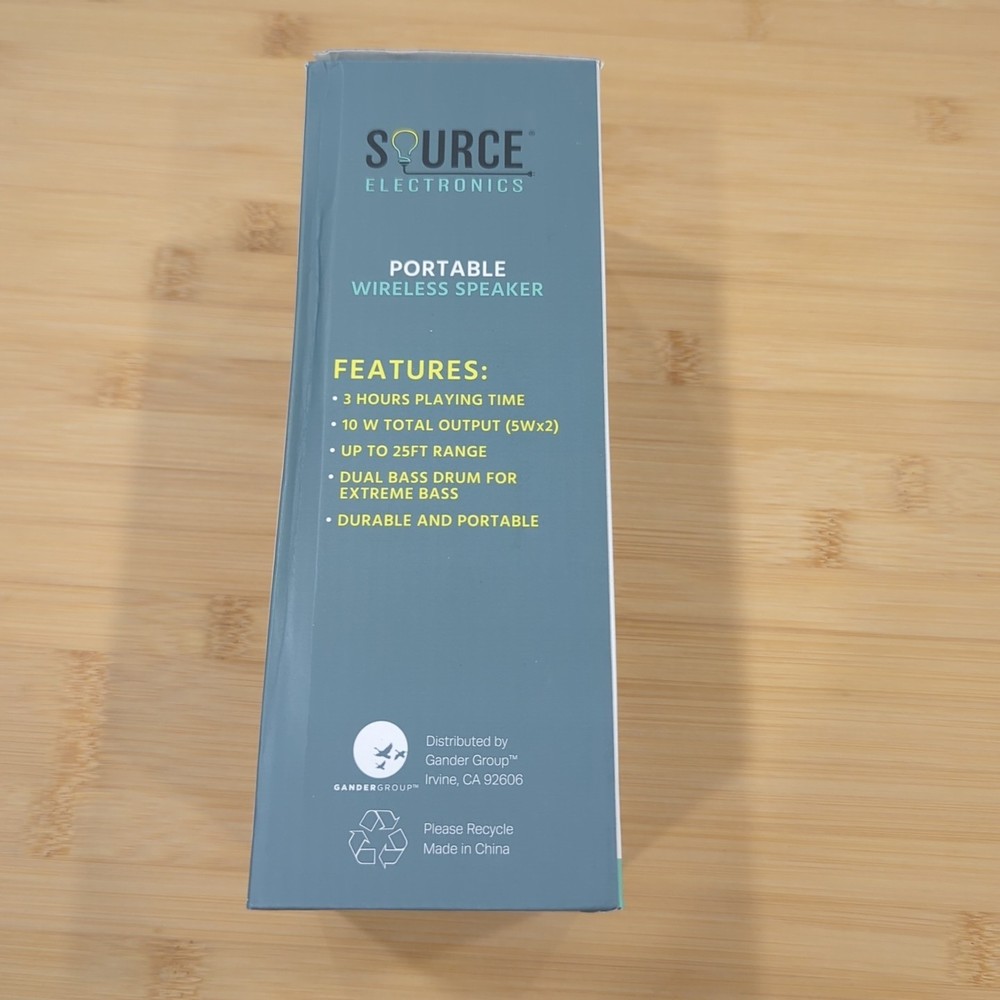 SOURCE®
ELECTRONICS
PORTABLE
WIRELESS SPEAKER
FEATURES:
• 3 HOURS PLAYING TIME
• 10 W TOTAL OUTPUT (5Wx2)
• UP TO 25FT RANGE
• DUAL BASS DRUM FOR
EXTREME BASS
• DURABLE AND PORTABLE
GANDERGROUP™
Distributed by
Gander Group™
Irvine, CA 92606
Please Recycle
Made in China